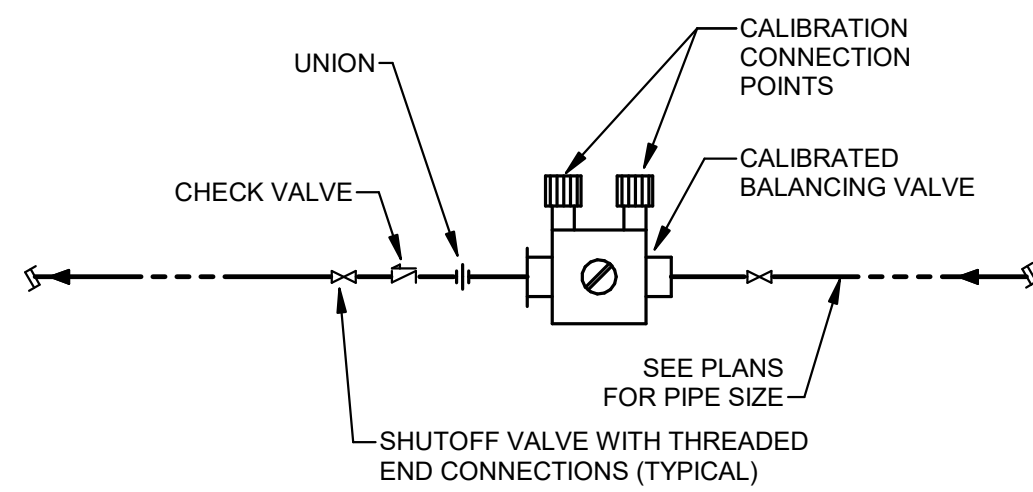 CALIBRATION
CONNECTION
POINTS
UNION
CALIBRATED
BALANCING VALVE
CHECK VALVE
SEE PLANS
FOR PIPE SIZE
SHUTOFF VALVE WITH THREADED
END CONNECTIONS (TYPICAL)